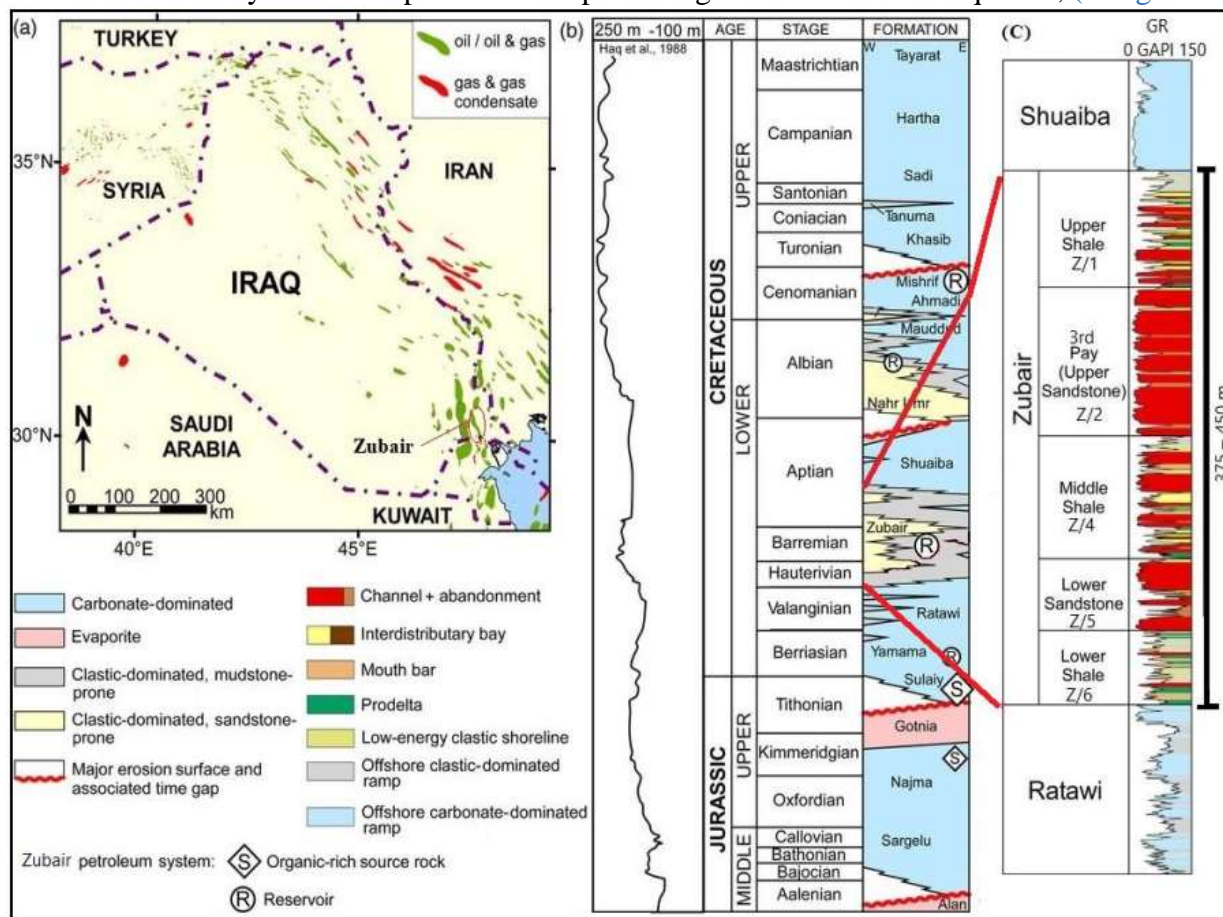 (a)
TURKEY
oil / oil & gas
gas & gas
condensate
35°N
SYRIA
IRAN
IRAQ
N
30°N
SAUDI
ARABIA
Zubair
0 100 200 300
km
KUWAIT
40°E
45°E
Carbonate-dominated
Evaporite
Clastic-dominated, mudstone-
prone
Clastic-dominated, sandstone-
prone
Major erosion surface and
associated time gap
Channel + abandonment
Interdistributary bay
Mouth bar
Prodelta
Low-energy clastic shoreline
Offshore clastic-dominated
ramp
Offshore carbonate-dominated
ramp
Zubair petroleum system:
S
Organic-rich source rock
R
Reservoir
250 m -100 m
Haq et al., 1988
(b)
AGE
STAGE
FORMATION
CRETACEOUS
UPPER
LOWER
JURASSIC
UPPER
MIDDLE
Maastrichtian
Campanian
Santonian
Coniacian
Turonian
Cenomanian
Albian
Aptian
Barremian
Hauterivian
Valanginian
Berriasian
Tithonian
Kimmeridgian
Oxfordian
Callovian
Bathonian
Bajocian
Aalenian
W E
Tayarat
Hartha
Sadi
Tanuma
Khasib
Mishrif
R
Ahmadi
Mauddud
R
Nahr Umr
Shuaiba
Zubair
R
Ratawi
Yamama
R
Sulaiy
S
Gotnia
S
Najma
Sargelu
Alan
(C)
GR
0 GAPI 150
Shuaiba
Zubair
Upper
Shale
Z/1
3rd
Pay
(Upper
Sandstone)
Z/2
Middle
Shale
Z/4
Lower
Sandstone
Z/5
Lower
Shale
Z/6
Ratawi
375 – 450 m